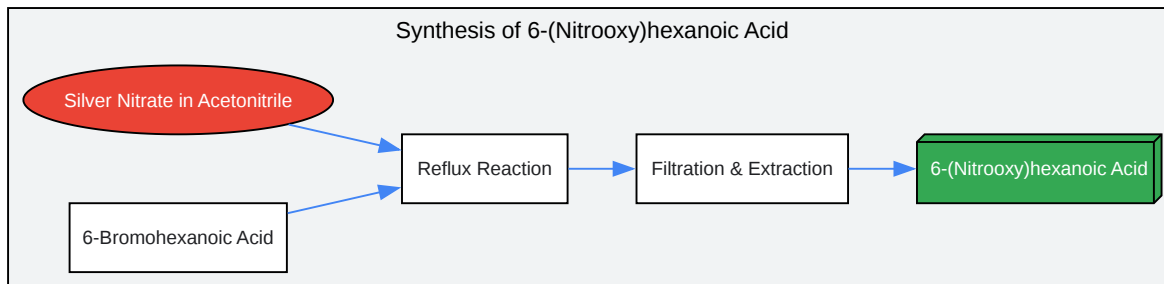 Synthesis of 6-(Nitrooxy)hexanoic Acid
Silver Nitrate in Acetonitrile
6-Bromohexanoic Acid
Reflux Reaction
Filtration & Extraction
6-(Nitrooxy)hexanoic Acid